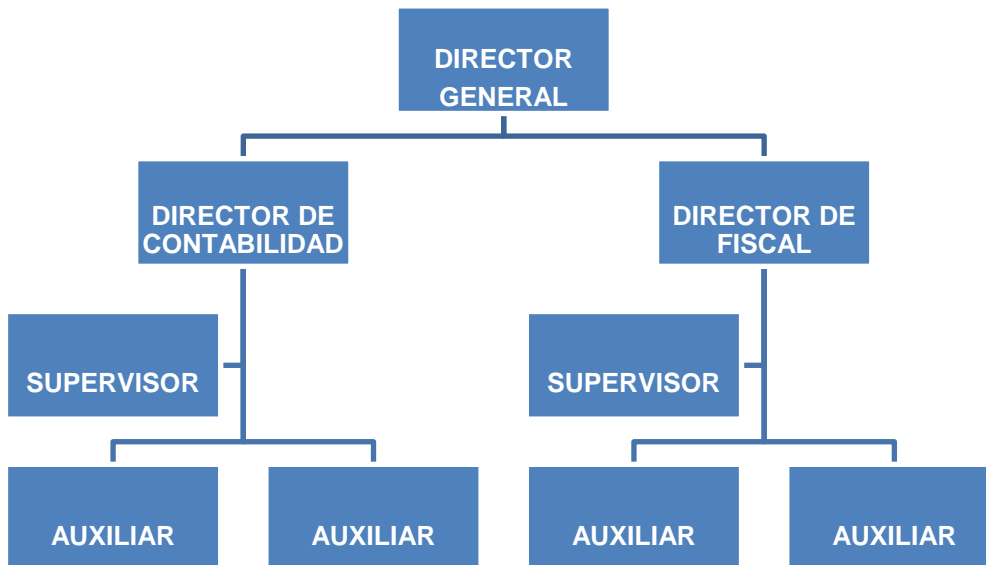 DIRECTOR
GENERAL
DIRECTOR DE
CONTABILIDAD
DIRECTOR DE
FISCAL
SUPERVISOR
SUPERVISOR
AUXILIAR
AUXILIAR
AUXILIAR
AUXILIAR